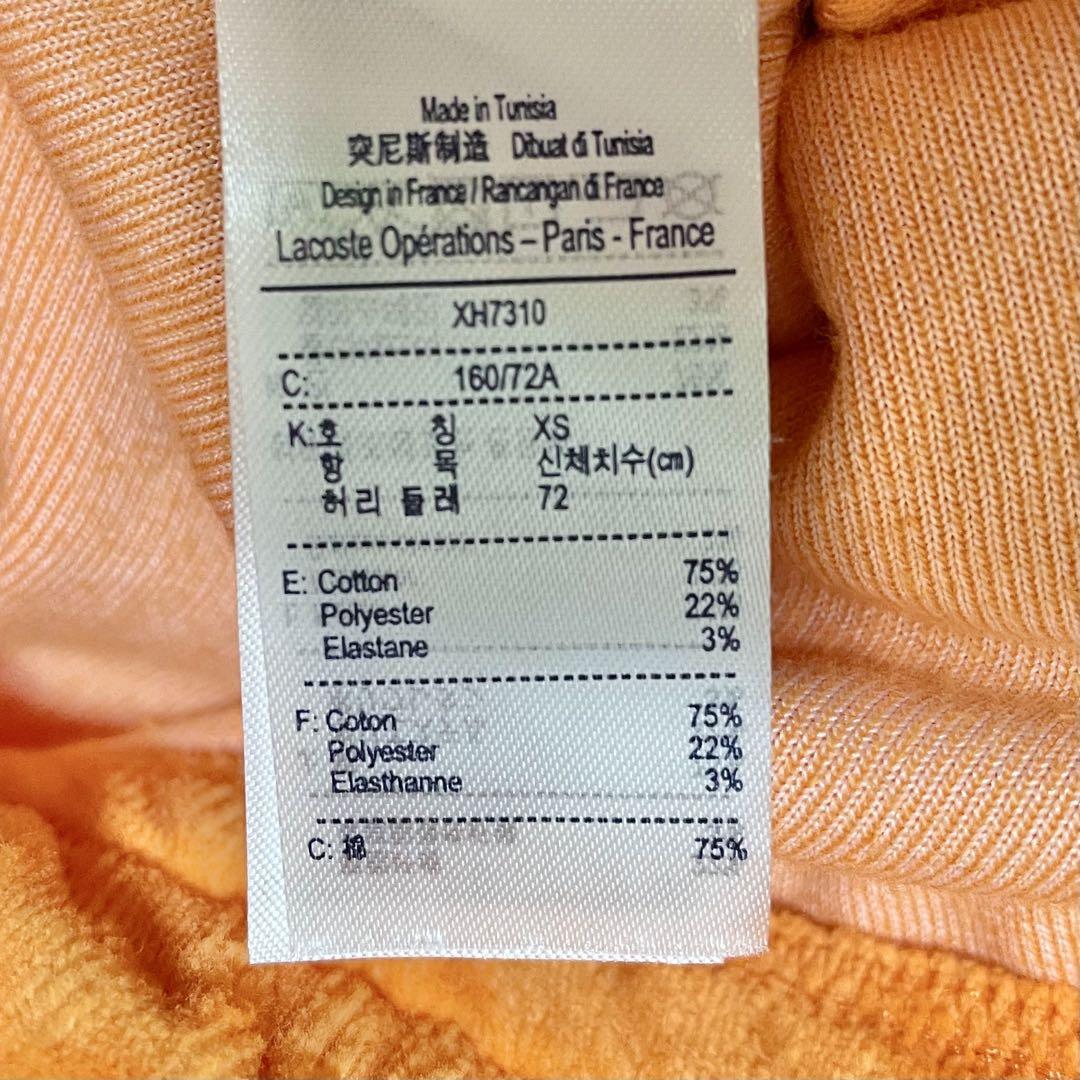 Made in Tunisia
突尼斯制造 Dibuat di Tunisia
Design in France / Rancangan di France
Lacoste Opérations – Paris - France
XH7310
C: 160/72A
K:호 칭 XS
항 목 신체치수(cm)
허리 둘레 72
E: Cotton 75%
Polyester 22%
Elastane 3%
F: Coton 75%
Polyester 22%
Elasthanne 3%
C: 棉 75%